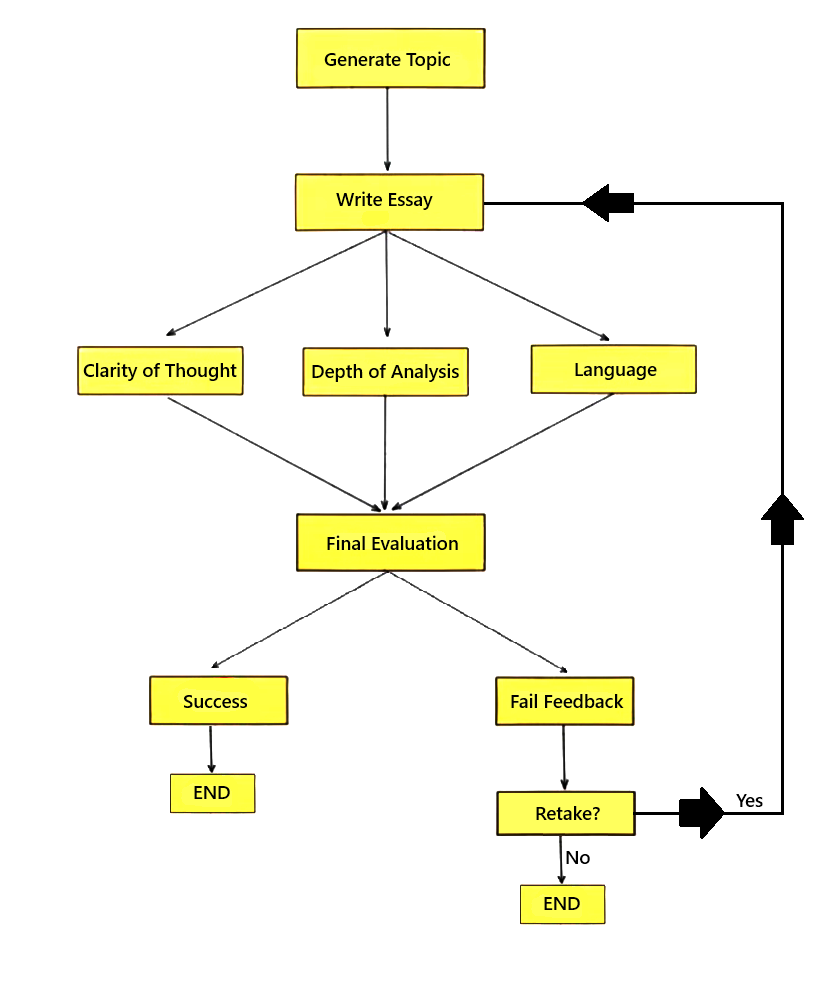 Generate Topic
Write Essay
Clarity of Thought
Depth of Analysis
Language
Final Evaluation
Success
Fail Feedback
END
Retake?
Yes
No
END